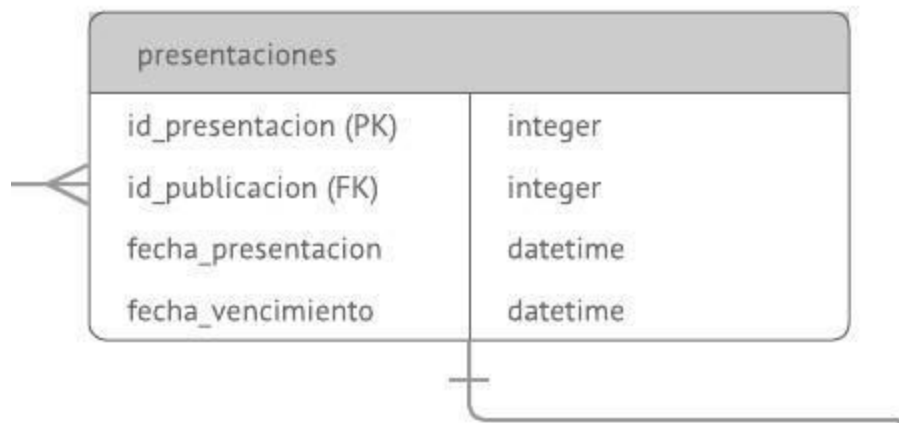 presentaciones
id_presentacion (PK) integer
id_publicacion (FK) integer
fecha_presentacion datetime
fecha_vencimiento datetime